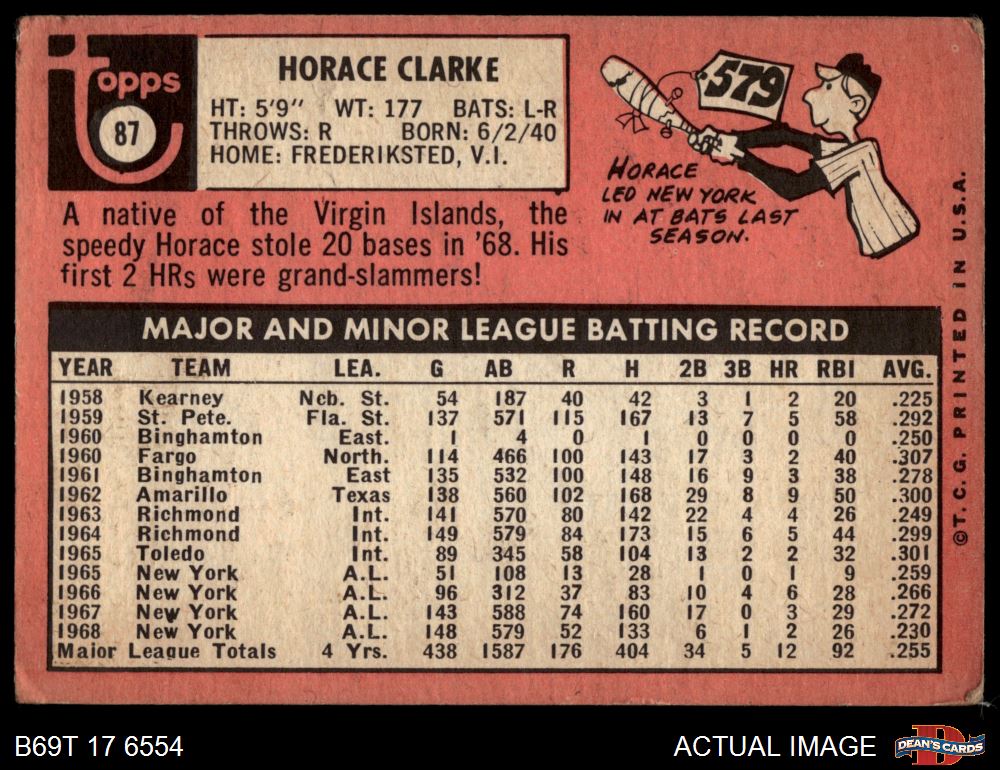 topps
87
HORACE CLARKE
HT: 5'9" WT: 177 BATS: L-R
THROWS: R BORN: 6/2/40
HOME: FREDERIKSTED, V.I.
A native of the Virgin Islands, the
speedy Horace stole 20 bases in '68. His
first 2 HRs were grand-slammers!
.579
HORACE
LED NEW YORK
IN AT BATS LAST
SEASON.
MAJOR AND MINOR LEAGUE BATTING RECORD
YEAR TEAM LEA. G AB R H 2B 3B HR RBI AVG.
1958 Kearney Neb. St. 54 187 40 42 3 1 2 20 .225
1959 St. Pete. Fla. St. 137 571 115 167 13 7 5 58 .292
1960 Binghamton East. 1 4 0 1 0 0 0 0 .250
1960 Fargo North. 114 466 100 143 17 3 2 40 .307
1961 Binghamton East 135 532 100 148 16 9 3 38 .278
1962 Amarillo Texas 138 560 102 168 29 8 9 50 .300
1963 Richmond Int. 141 570 80 142 22 4 4 26 .249
1964 Richmond Int. 149 579 84 173 15 6 5 44 .299
1965 Toledo Int. 89 345 58 104 13 2 2 32 .301
1965 New York A.L. 51 108 13 28 1 0 1 9 .259
1966 New York A.L. 96 312 37 83 10 4 6 28 .266
1967 New York A.L. 143 588 74 160 17 0 3 29 .272
1968 New York A.L. 148 579 52 133 6 1 2 26 .230
Major League Totals 4 Yrs. 438 1587 176 404 34 5 12 92 .255
©T. C. G. PRINTED IN U.S.A.
B69T 17 6554
ACTUAL IMAGE
D
DEAN'S CARDS